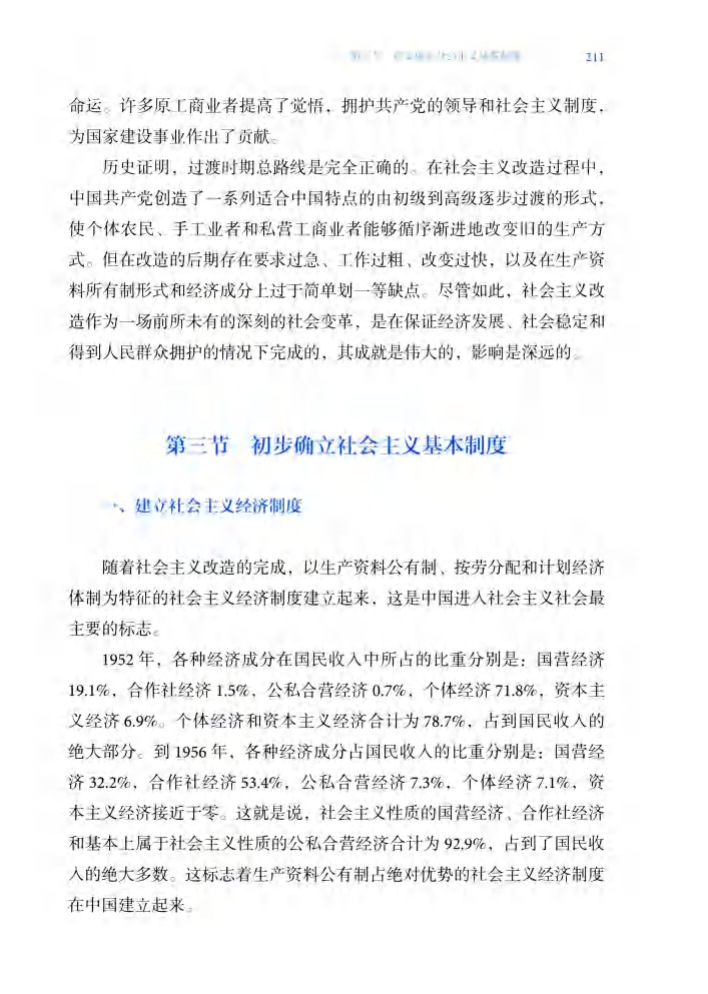 211
命运。许多原工商业者提高了觉悟，拥护共产党的领导和社会主义制度，
为国家建设事业作出了贡献。
历史证明，过渡时期总路线是完全正确的。在社会主义改造过程中，
中国共产党创造了一系列适合中国特点的由初级到高级逐步过渡的形式，
使个体农民、手工业者和私营工商业者能够循序渐进地改变旧的生产方
式。但在改造的后期存在要求过急、工作过粗、改变过快，以及在生产资
料所有制形式和经济成分上过于简单划一等缺点。尽管如此，社会主义改
造作为一场前所未有的深刻的社会变革，是在保证经济发展、社会稳定和
得到人民群众拥护的情况下完成的，其成就是伟大的，影响是深远的。
第三节　初步确立社会主义基本制度
一、建立社会主义经济制度
随着社会主义改造的完成，以生产资料公有制、按劳分配和计划经济
体制为特征的社会主义经济制度建立起来，这是中国进入社会主义社会最
主要的标志。
1952 年，各种经济成分在国民收入中所占的比重分别是：国营经济
19.1%，合作社经济 1.5%，公私合营经济 0.7%，个体经济 71.8%，资本主
义经济 6.9%。个体经济和资本主义经济合计为 78.7%，占到国民收入的
绝大部分。到 1956 年，各种经济成分占国民收入的比重分别是：国营经
济 32.2%，合作社经济 53.4%，公私合营经济 7.3%，个体经济 7.1%，资
本主义经济接近于零。这就是说，社会主义性质的国营经济、合作社经济
和基本上属于社会主义性质的公私合营经济合计为 92.9%，占到了国民收
入的绝大多数。这标志着生产资料公有制占绝对优势的社会主义经济制度
在中国建立起来。